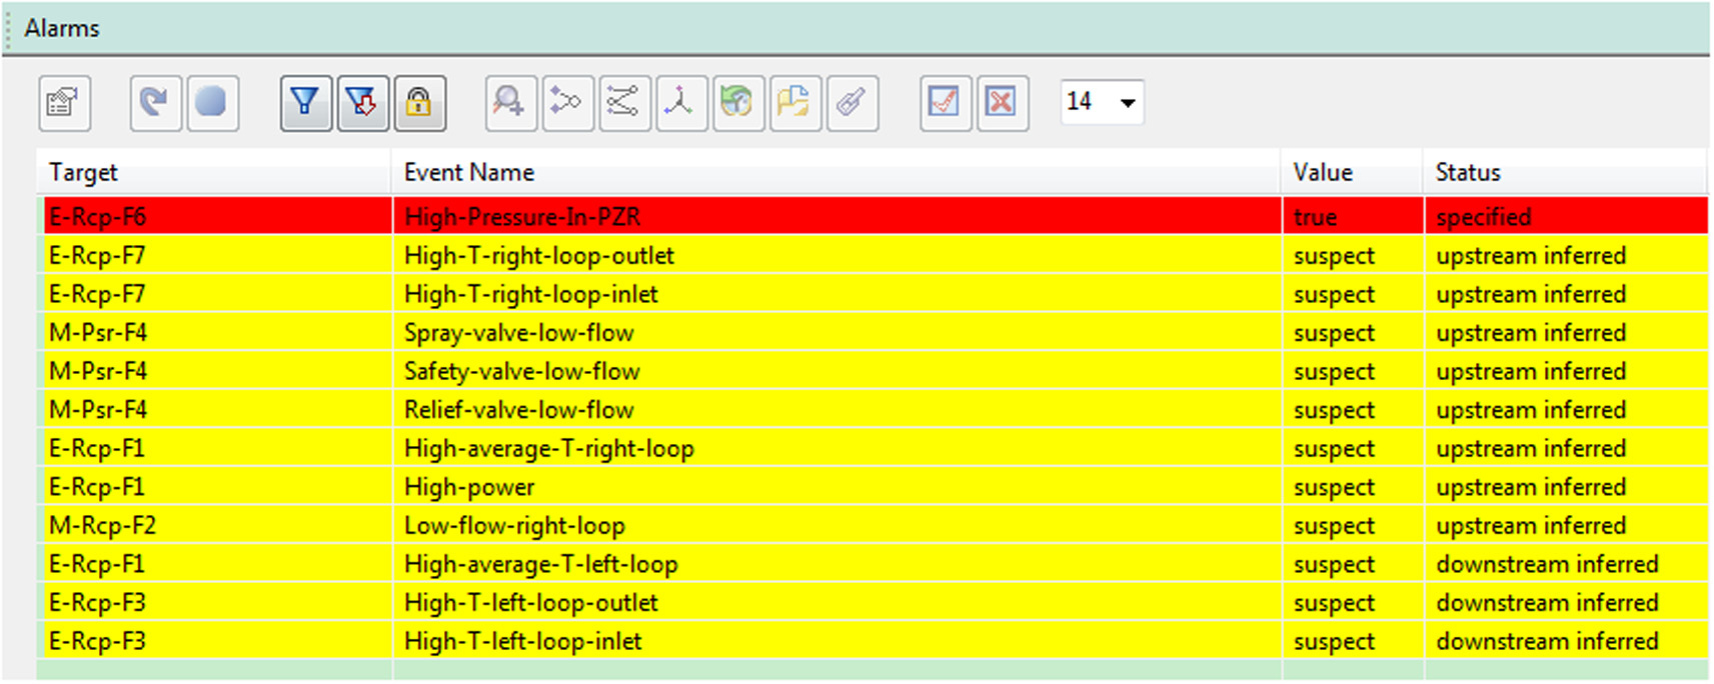 Alarms
14
Target Event Name Value Status
E-Rcp-F6 High-Pressure-In-PZR true specified
E-Rcp-F7 High-T-right-loop-outlet suspect upstream inferred
E-Rcp-F7 High-T-right-loop-inlet suspect upstream inferred
M-Psr-F4 Spray-valve-low-flow suspect upstream inferred
M-Psr-F4 Safety-valve-low-flow suspect upstream inferred
M-Psr-F4 Relief-valve-low-flow suspect upstream inferred
E-Rcp-F1 High-average-T-right-loop suspect upstream inferred
E-Rcp-F1 High-power suspect upstream inferred
M-Rcp-F2 Low-flow-right-loop suspect upstream inferred
E-Rcp-F1 High-average-T-left-loop suspect downstream inferred
E-Rcp-F3 High-T-left-loop-outlet suspect downstream inferred
E-Rcp-F3 High-T-left-loop-inlet suspect downstream inferred